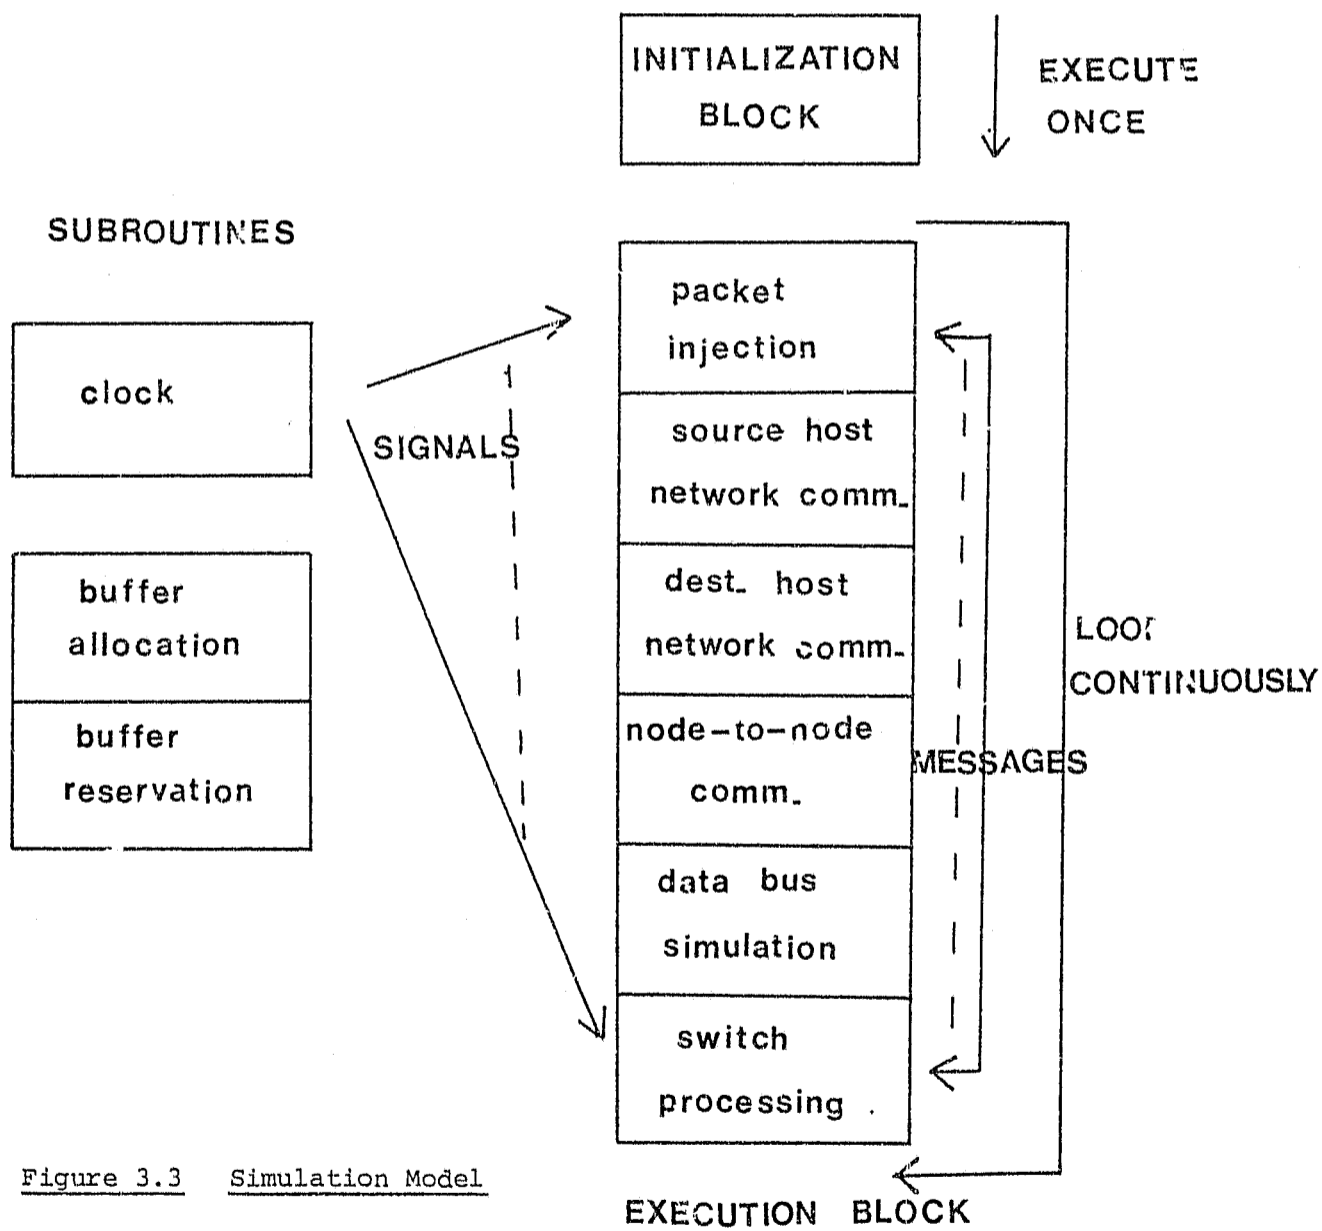 INITIALIZATION
BLOCK
EXECUTE
ONCE
SUBROUTINES
clock
buffer
allocation
buffer
reservation
SIGNALS
packet
injection
source host
network comm.
dest. host
network comm.
node-to-node
comm.
data bus
simulation
switch
processing
MESSAGES
LOOP
CONTINUOUSLY
EXECUTION BLOCK
Figure 3.3 Simulation Model